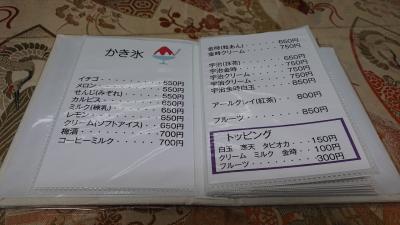 かき氷
イチゴ・・・・・・・550円
メロン・・・・・・・550円
せんじ(みぞれ)・・・550円
カルピス・・・・・・650円
ミルク(練乳)・・・・650円
レモン・・・・・・・650円
クリーム(ソフトアイス)・・650円
梅酒・・・・・・・・700円
コーヒーミルク・・・700円
金時(粒あん)・・・650円
金時クリーム・・・750円
宇治(抹茶)・・・・650円
宇治金時・・・・・750円
宇治クリーム・・・750円
宇治金時クリーム・・850円
宇治金時白玉
アールグレイ(紅茶)・・800円
フルーツ・・・・・850円
トッピング
白玉 寒天 タピオカ・・150円
クリーム ミルク 金時・・100円
フルーツ・・・・・300円